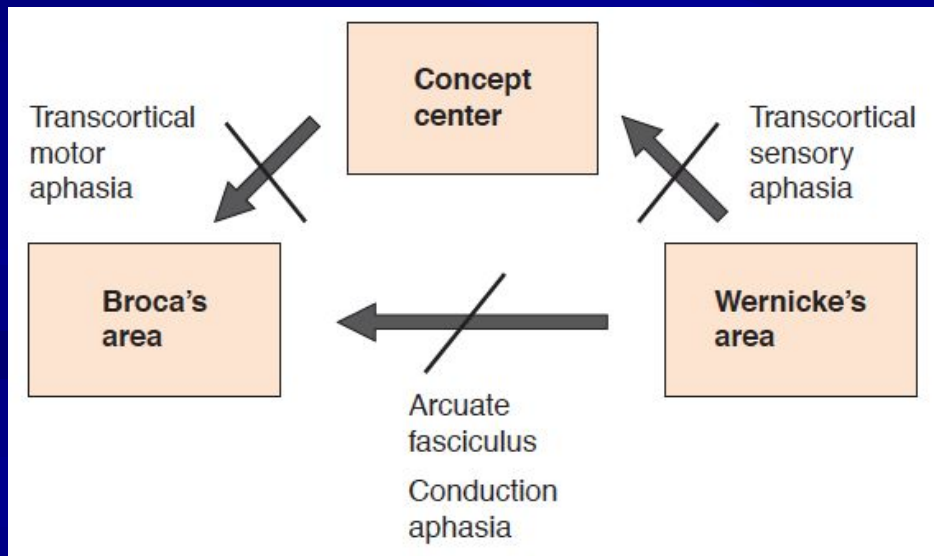 Concept
center
Transcortical
motor
aphasia
Transcortical
sensory
aphasia
Broca's
area
Wernicke's
area
Arcuate
fasciculus
Conduction
aphasia